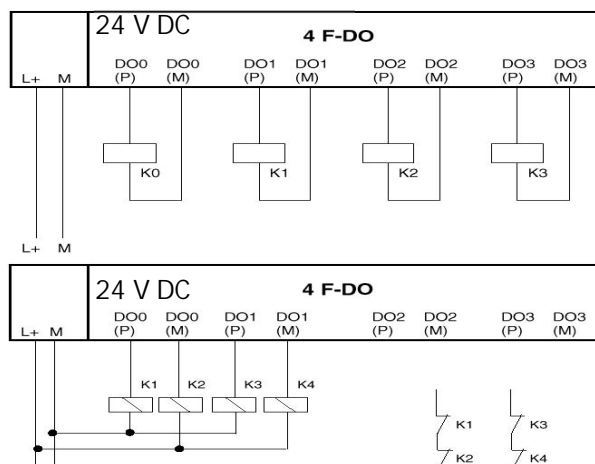 24 V DC
4 F-DO
DO0 DO0 DO1 DO1 DO2 DO2 DO3 DO3
L+ M (P) (M) (P) (M) (P) (M) (P) (M)
K0 K1 K2 K3
L+ M
24 V DC
4 F-DO
DO0 DO0 DO1 DO1 DO2 DO2 DO3 DO3
L+ M (P) (M) (P) (M) (P) (M) (P) (M)
K1 K2 K3 K4
K1 K3
K2 K4